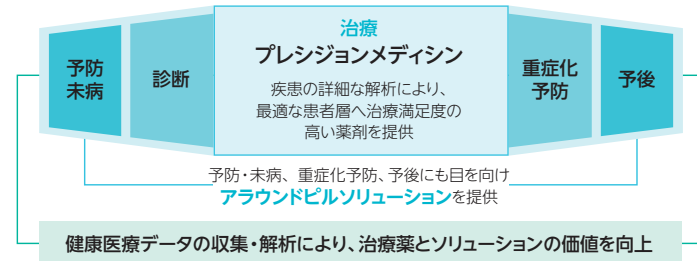 予防
未病
診断
治療
プレシジョンメディシン
疾患の詳細な解析により、
最適な患者層へ治療満足度の
高い薬剤を提供
重症化
予防
予後
予防・未病、重症化予防、予後にも目を向け
アラウンドピルソリューションを提供
健康医療データの収集・解析により、治療薬とソリューションの価値を向上